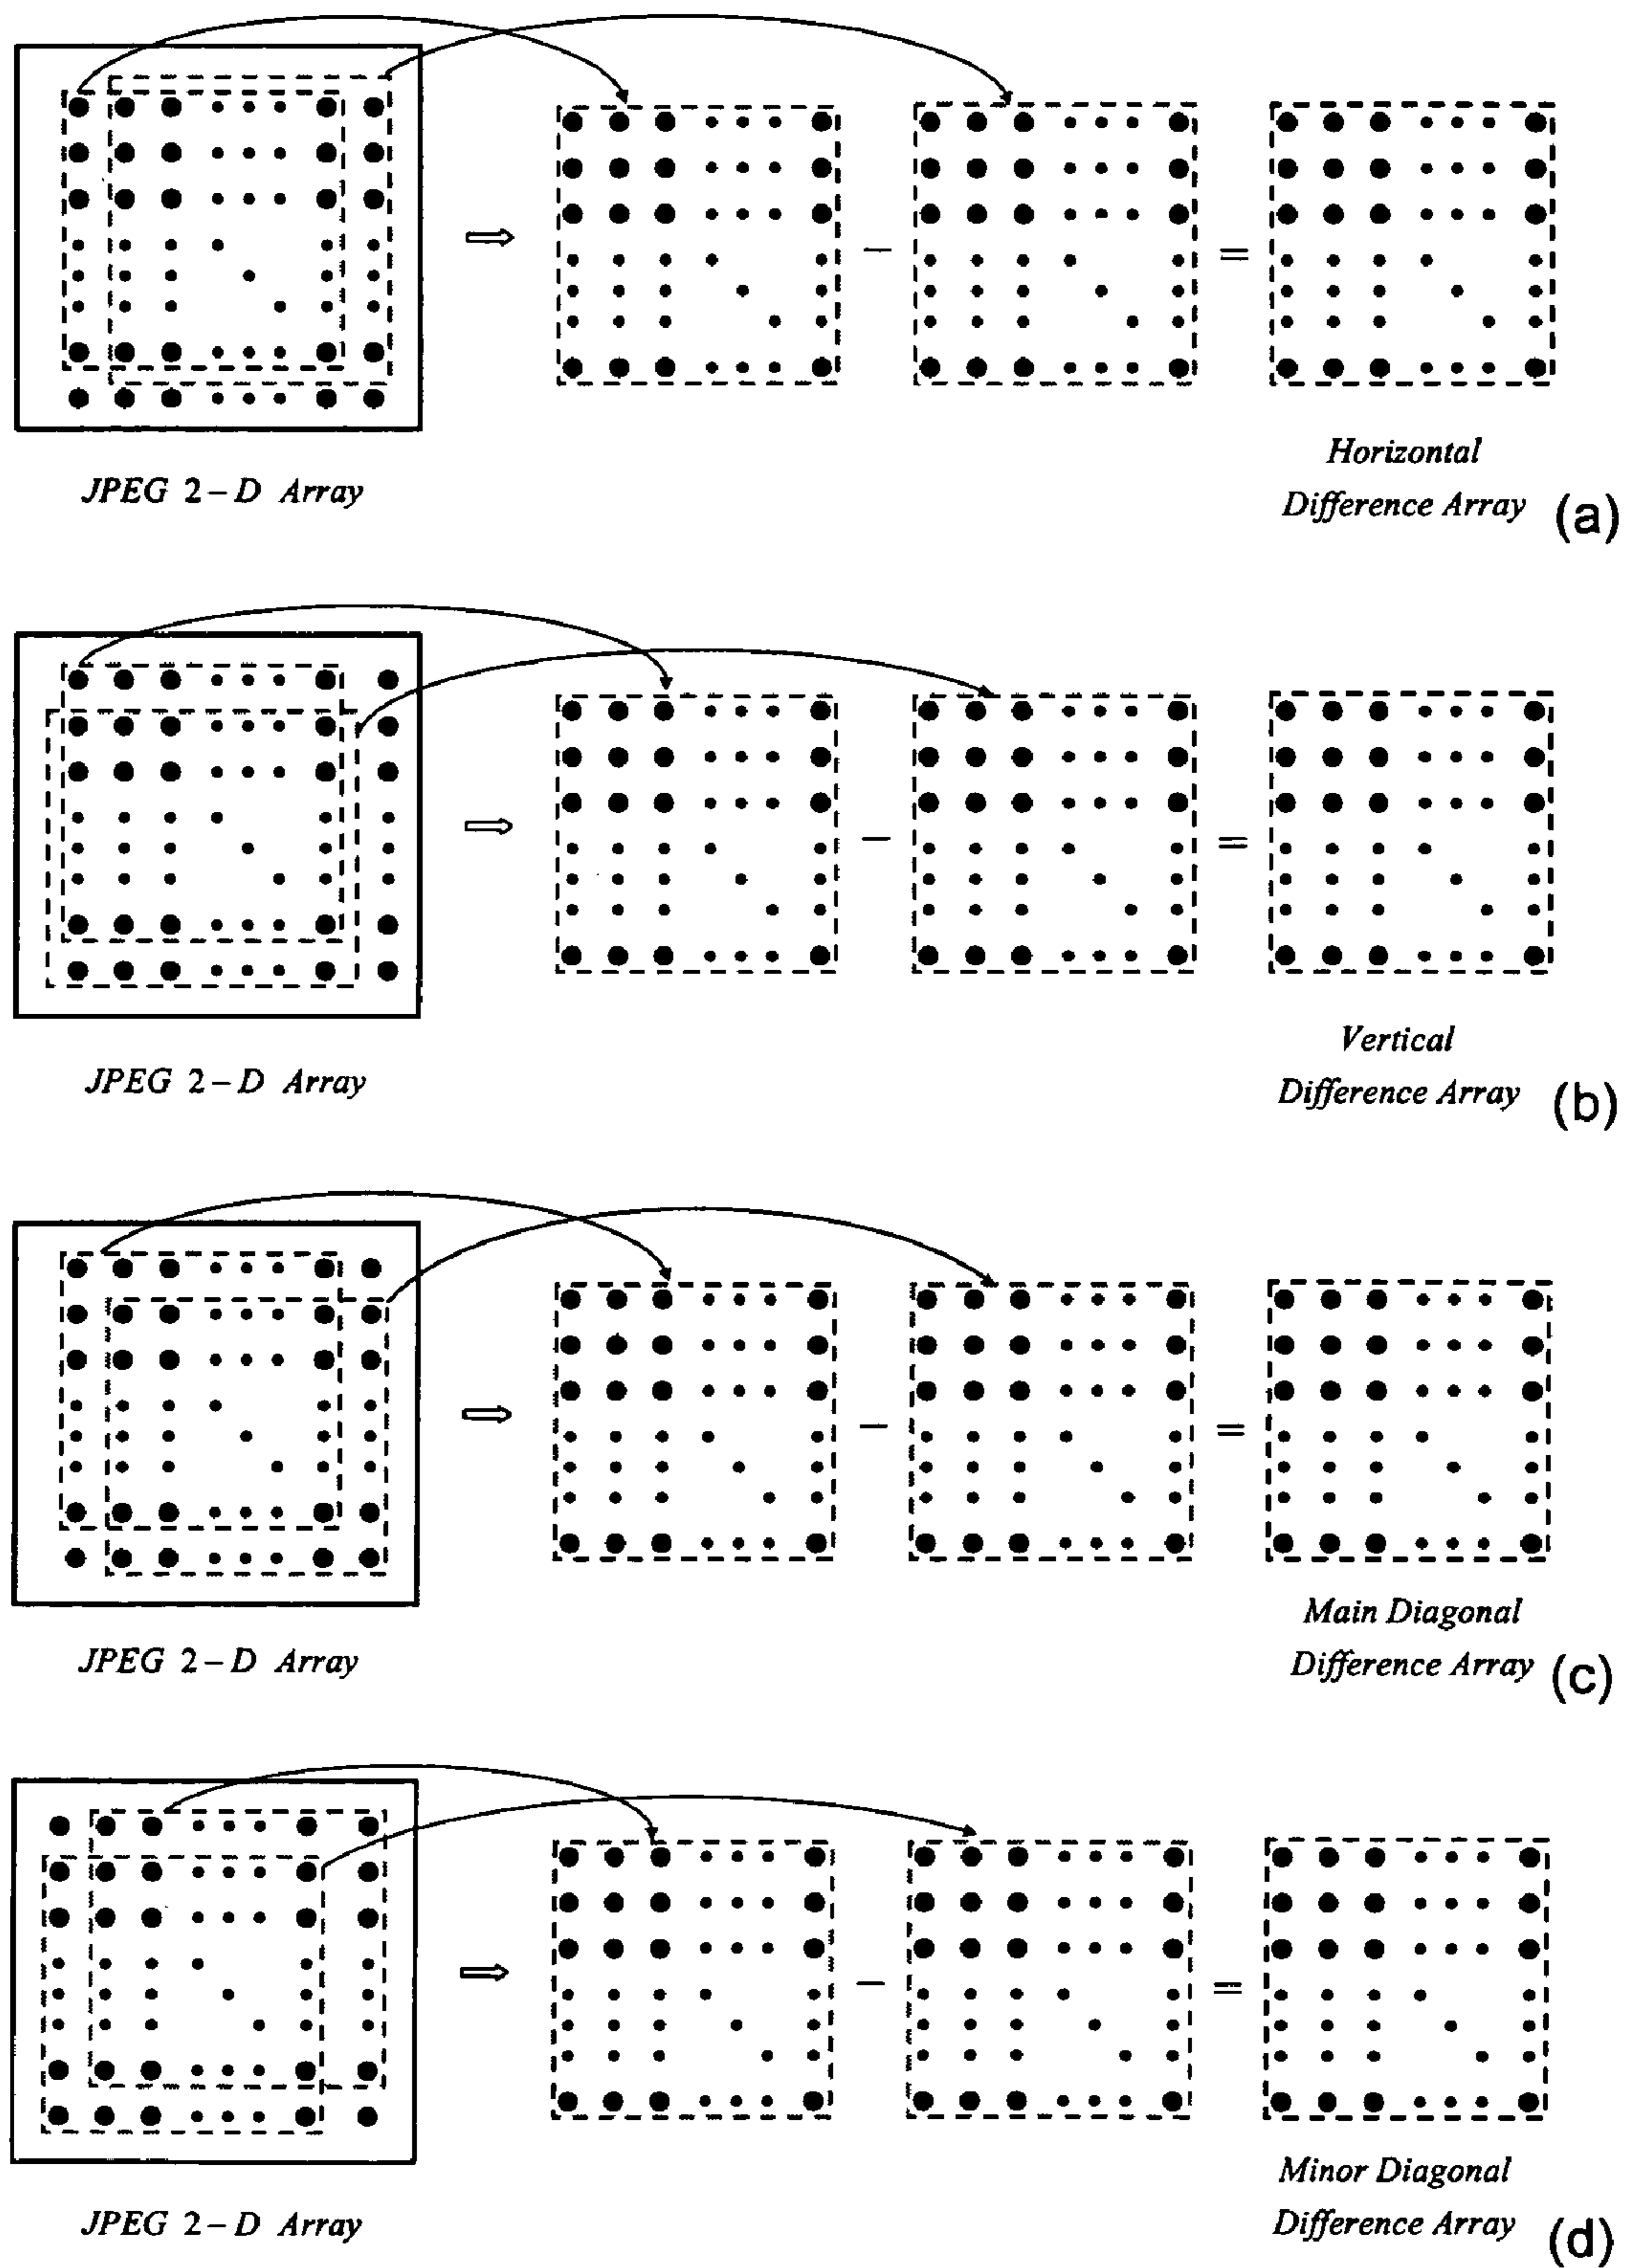 − =
JPEG 2−D Array
Horizontal
Difference Array (a)
− =
JPEG 2−D Array
Vertical
Difference Array (b)
− =
JPEG 2−D Array
Main Diagonal
Difference Array (c)
− =
JPEG 2−D Array
Minor Diagonal
Difference Array (d)